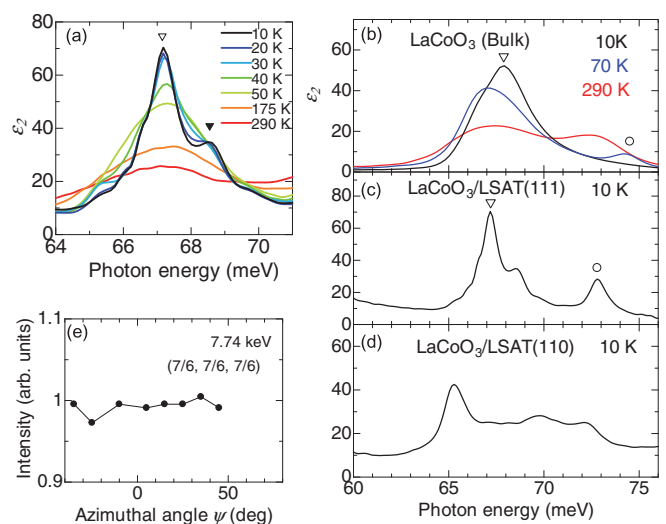 (a)
10 K
20 K
30 K
40 K
50 K
175 K
290 K
ε2
80
60
40
20
0
64
66
68
70
Photon energy (meV)
(b)
LaCoO3 (Bulk)
10K
70 K
290 K
ε2
60
40
20
0
(c)
LaCoO3/LSAT(111)
10 K
80
60
40
20
0
(d)
LaCoO3/LSAT(110)
10 K
60
40
20
0
60
65
70
75
Photon energy (meV)
(e)
7.74 keV
(7/6, 7/6, 7/6)
Intensity (arb. units)
1.1
1
0.9
0
50
Azimuthal angle ψ (deg)